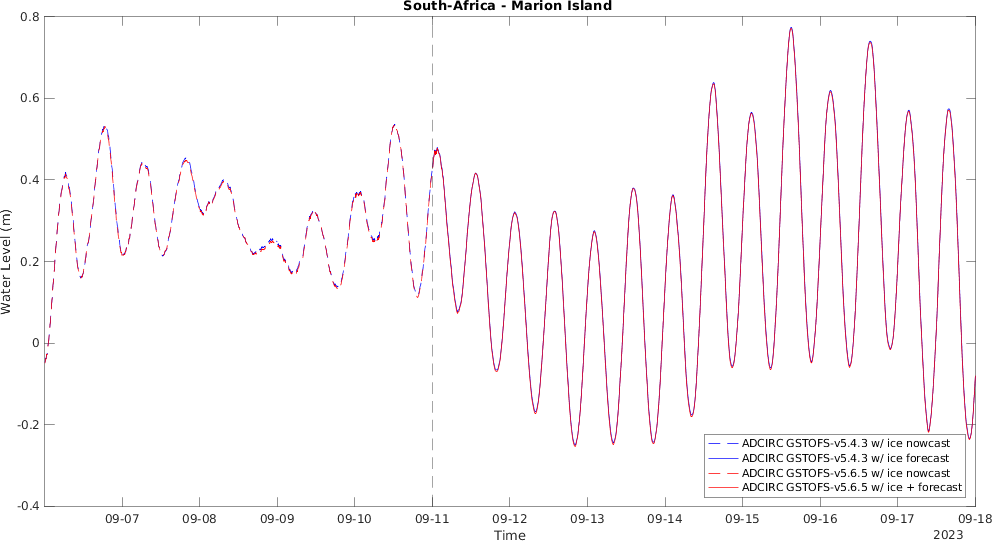 South-Africa - Marion Island
0.8
0.6
0.4
0.2
0
-0.2
-0.4
Water Level (m)
ADCIRC GSTOFS-v5.4.3 w/ ice nowcast
ADCIRC GSTOFS-v5.4.3 w/ ice forecast
ADCIRC GSTOFS-v5.6.5 w/ ice nowcast
ADCIRC GSTOFS-v5.6.5 w/ ice + forecast
09-07 09-08 09-09 09-10 09-11 09-12 09-13 09-14 09-15 09-16 09-17 09-18
Time
2023